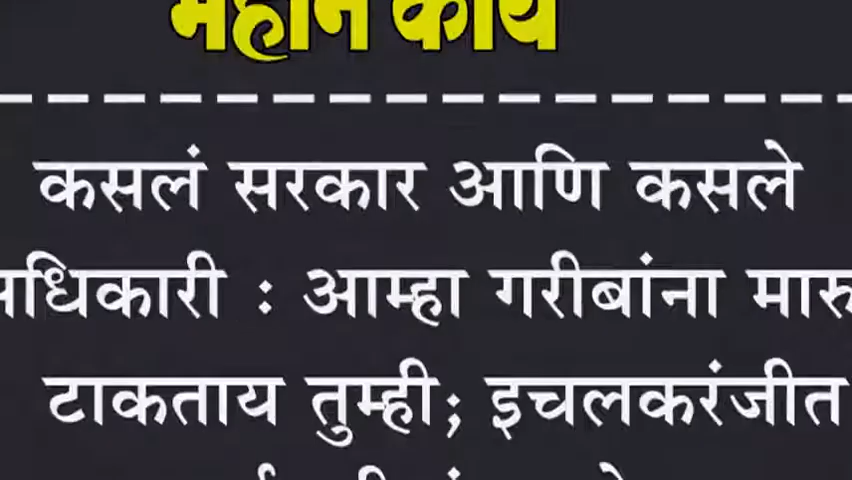 महान कार्य
कसलं सरकार आणि कसले
अधिकारी : आम्हा गरीबांना मारु
टाकताय तुम्ही; इचलकरंजीत